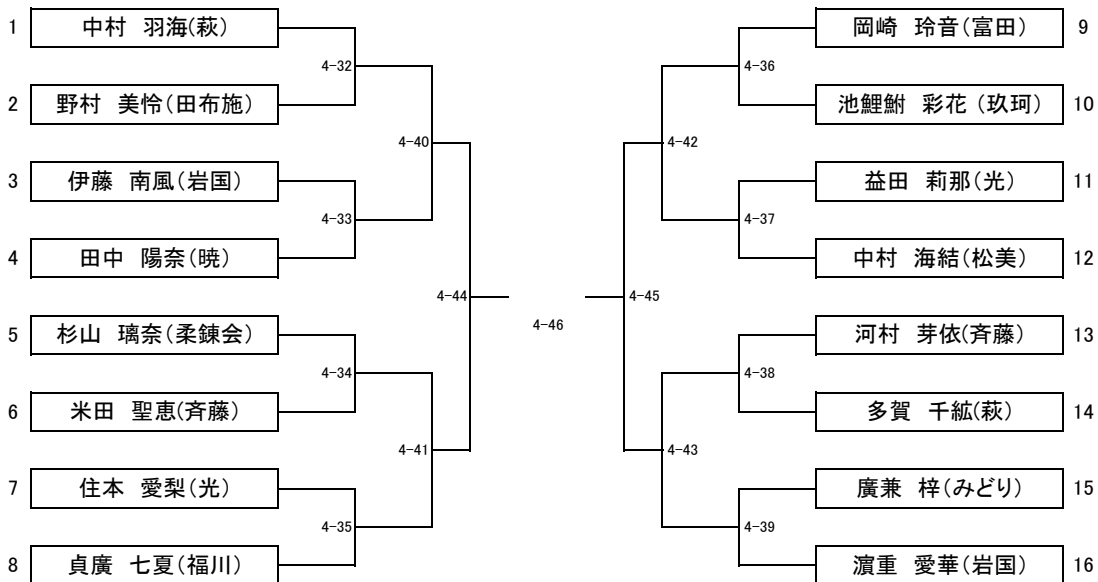 1 中村 羽海(萩)
4-32
2 野村 美怜(田布施)
4-40
3 伊藤 南風(岩国)
4-33
4 田中 陽奈(暁)
4-44
5 杉山 璃奈(柔錬会)
4-34
6 米田 聖恵(斉藤)
4-41
7 住本 愛梨(光)
4-35
8 貞廣 七夏(福川)
4-46
岡崎 玲音(富田) 9
4-36
池鯉鮒 彩花 (玖珂) 10
4-42
益田 莉那(光) 11
4-37
中村 海結(松美) 12
4-45
河村 芽依(斉藤) 13
4-38
多賀 千紘(萩) 14
4-43
廣兼 梓(みどり) 15
4-39
濵重 愛華(岩国) 16